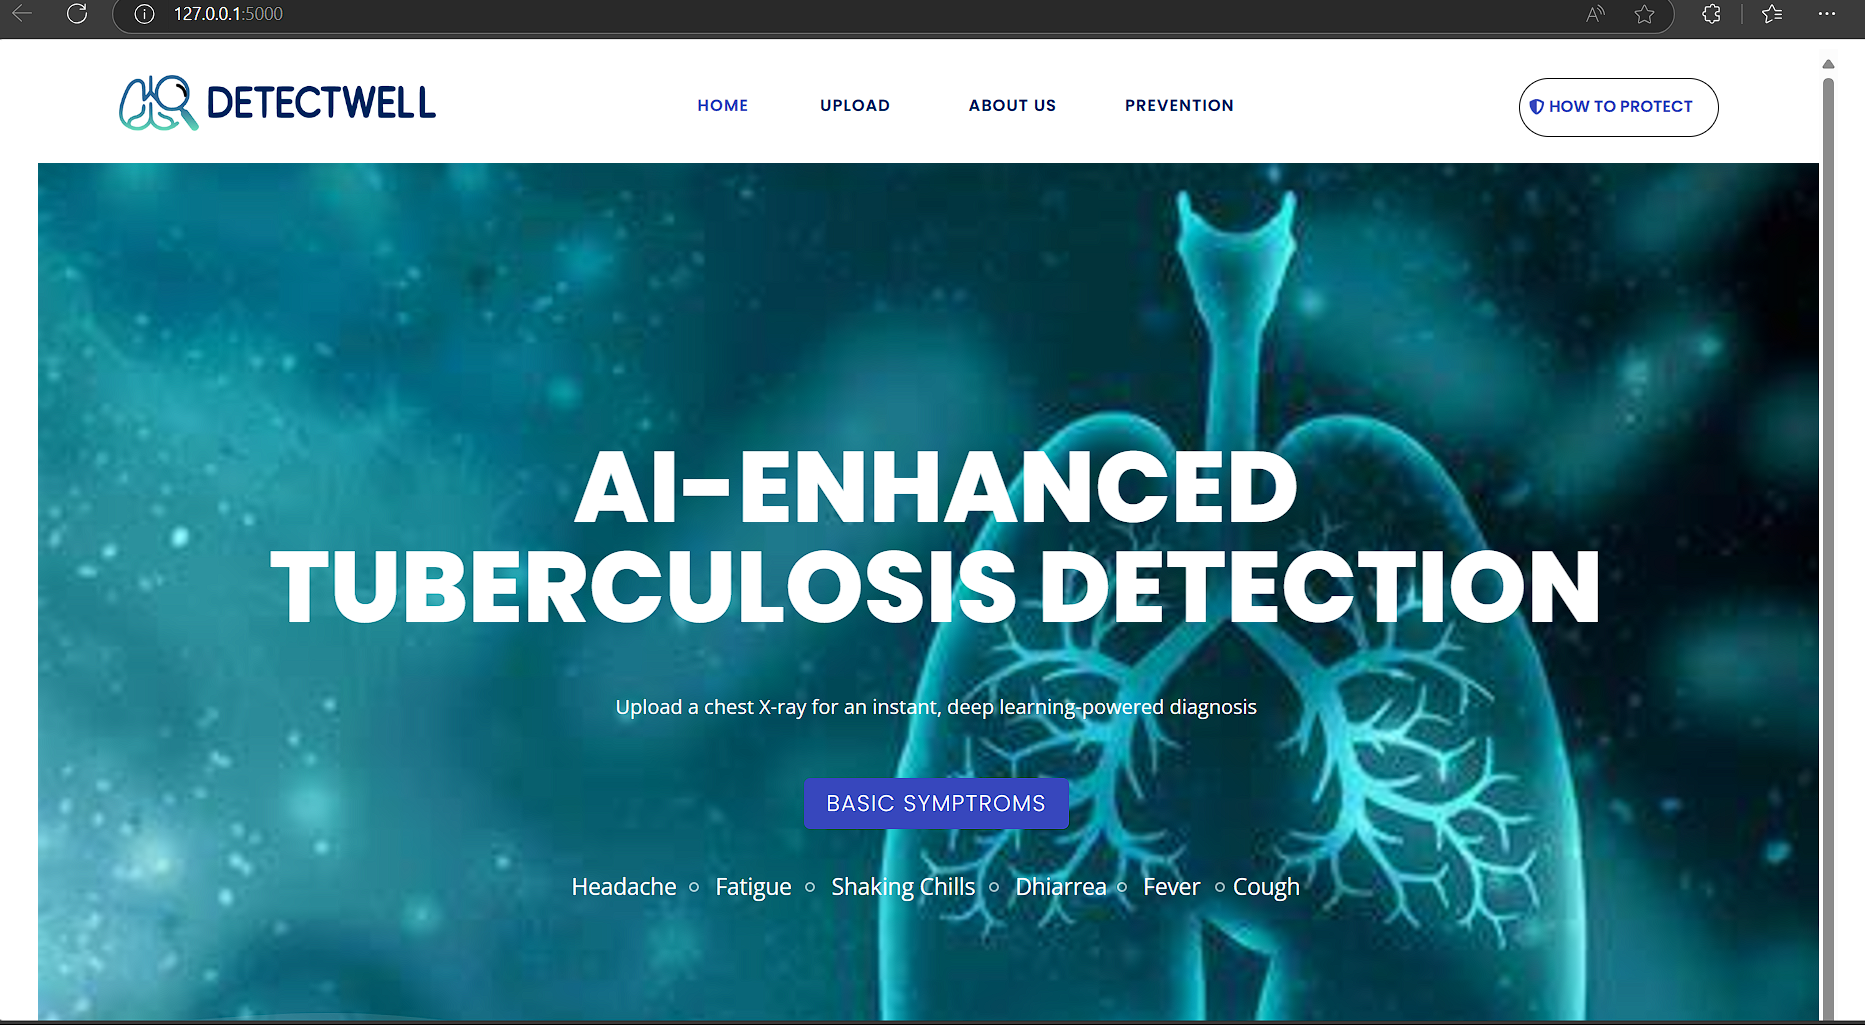 127.0.0.1:5000
DETECTWELL
HOME UPLOAD ABOUT US PREVENTION
HOW TO PROTECT
AI-ENHANCED
TUBERCULOSIS DETECTION
Upload a chest X-ray for an instant, deep learning-powered diagnosis
BASIC SYMPTROMS
Headache Fatigue Shaking Chills Dhiarrea Fever Cough